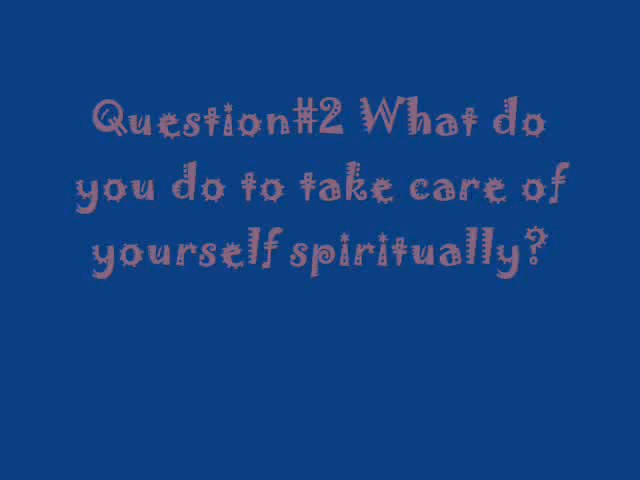 Question#2 What do
you do to take care of
yourself spiritually?